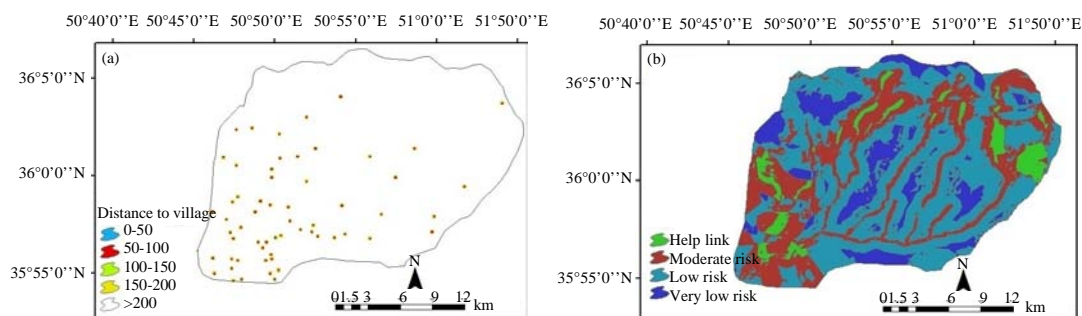 50°40'0''E 50°45'0''E 50°50'0''E 50°55'0''E 51°0'0''E 51°50'0''E
(a)
36°5'0''N
36°0'0''N
35°55'0''N
Distance to village
0-50
50-100
100-150
150-200
>200
N
01.5 3 6 9 12
km
50°40'0''E 50°45'0''E 50°50'0''E 50°55'0''E 51°0'0''E 51°50'0''E
(b)
36°5'0''N
36°0'0''N
35°55'0''N
Help link
Moderate risk
Low risk
Very low risk
N
01.5 3 6 9 12
km